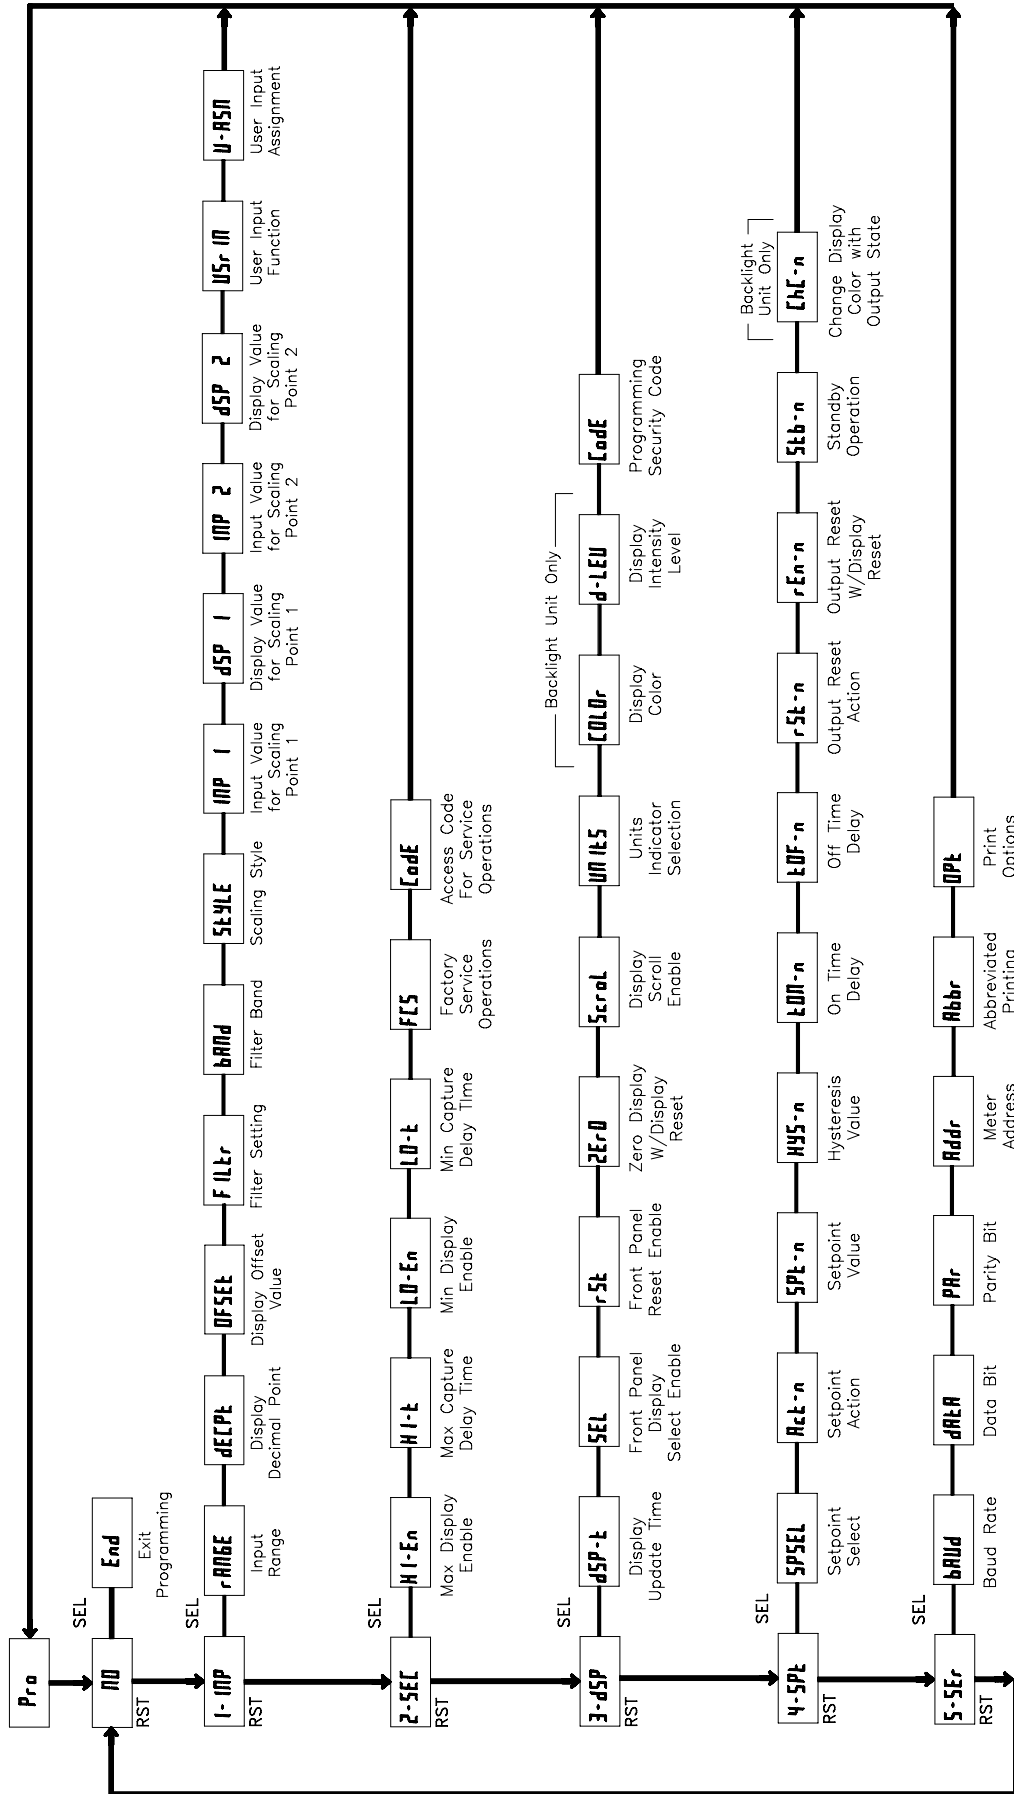 Pro
NO
SEL
RST
End
Exit
Programming
1-INP
SEL
RST
rANGE
Input
Range
dECPt
Display
Decimal Point
OFSEt
Display Offset
Value
FILtr
Filter Setting
bANd
Filter Band
StYLE
Scaling Style
INP 1
Input Value
for Scaling
Point 1
dSP 1
Display Value
for Scaling
Point 1
INP 2
Input Value
for Scaling
Point 2
dSP 2
Display Value
for Scaling
Point 2
USrIN
User Input
Function
U-ASN
User Input
Assignment
2-SEC
SEL
RST
HI-En
Max Display
Enable
HI-t
Max Capture
Delay Time
LO-En
Min Display
Enable
LO-t
Min Capture
Delay TIme
FCS
Factory
Service
Operations
CodE
Access Code
For Service
Operations
3-dSP
SEL
RST
dSP-t
Display
Update Time
SEL
Front Panel
Display
Select Enable
rSt
Front Panel
Reset Enable
ZErO
Zero Display
W/Display
Reset
ScroL
Display
Scroll
Enable
UNItS
Units
Indicator
Selection
Backlight Unit Only
COLOr
Display
Color
d-LEV
Display
Intensity
Level
CodE
Programming
Security Code
4-SPt
SEL
RST
SPSEL
Setpoint
Select
Act-n
Setpoint
Action
SPt-n
Setpoint
Value
HYS-n
Hysteresis
Value
tON-n
On Time
Delay
tOF-n
Off Time
Delay
rSt-n
Output Reset
Action
rEn-n
Output Reset
W/Display
Reset
Stb-n
Standby
Operation
Backlight
Unit Only
ChC-n
Change Display
Color with
Output State
5-SEr
SEL
RST
bAUd
Baud Rate
dAtA
Data Bit
PAr
Parity Bit
Addr
Meter
Address
Abbr
Abbreviated
Printing
OPt
Print
Options